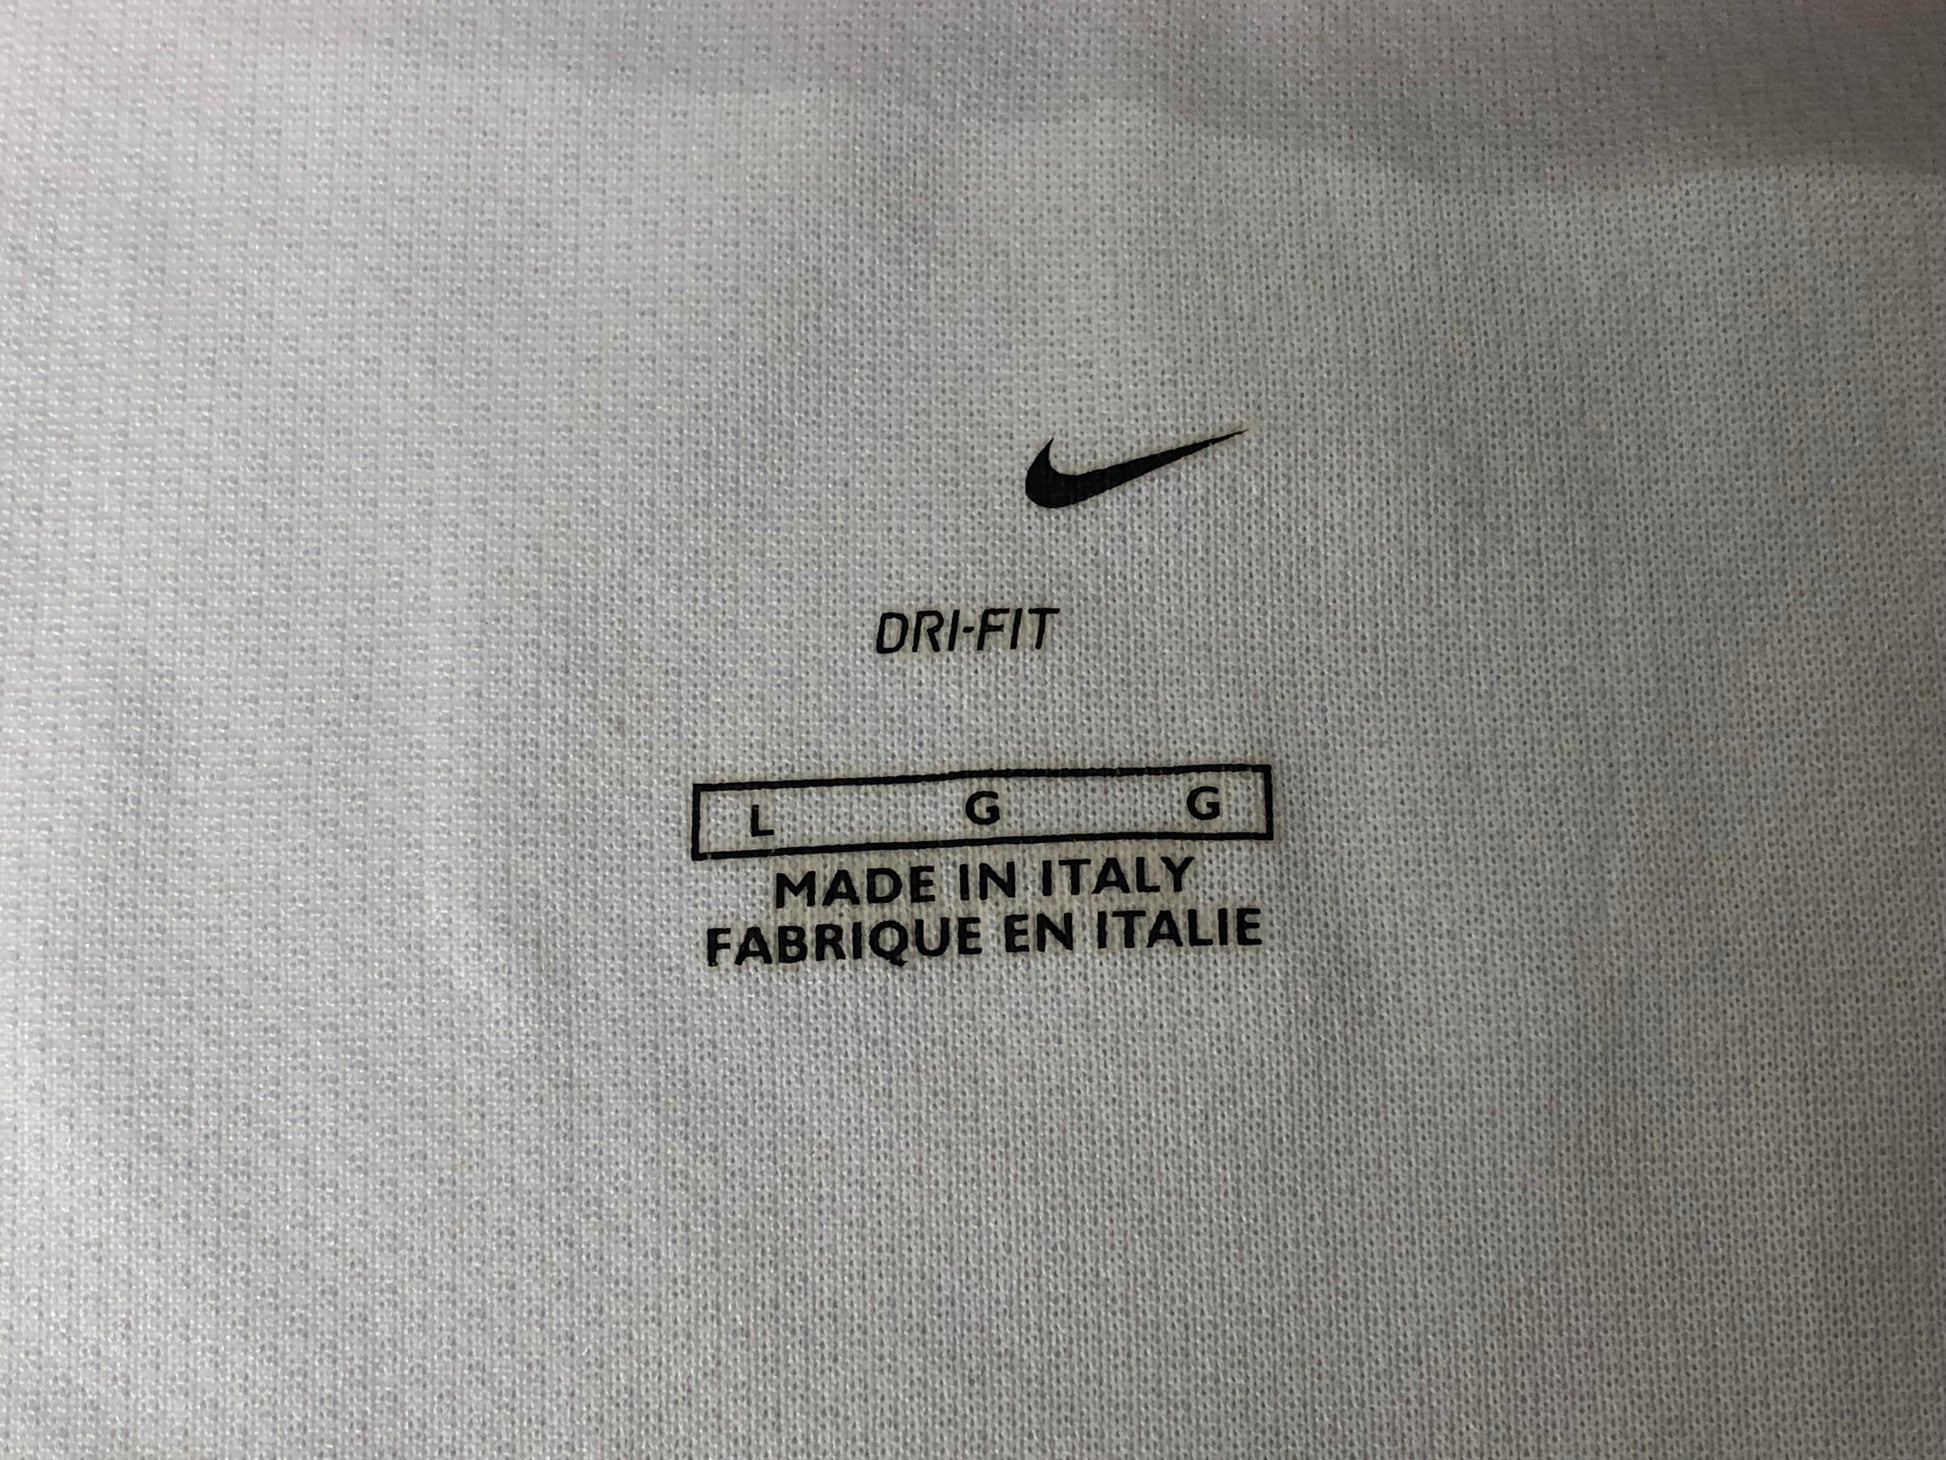 DRI-FIT
L G G
MADE IN ITALY
FABRIQUE EN ITALIE